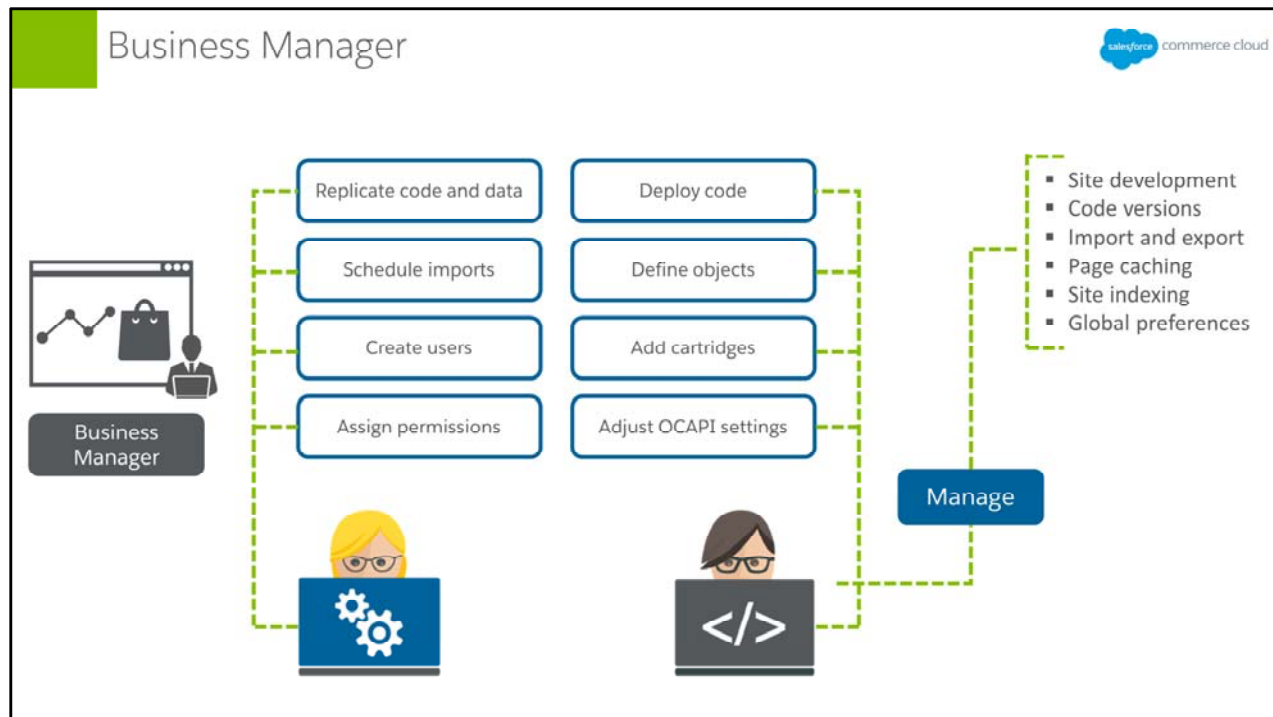 Business Manager
salesforce commerce cloud
Replicate code and data
Deploy code
Schedule imports
Define objects
Create users
Add cartridges
Assign permissions
Adjust OCAPI settings
Business
Manager
</>
Manage
▪ Site development
▪ Code versions
▪ Import and export
▪ Page caching
▪ Site indexing
▪ Global preferences